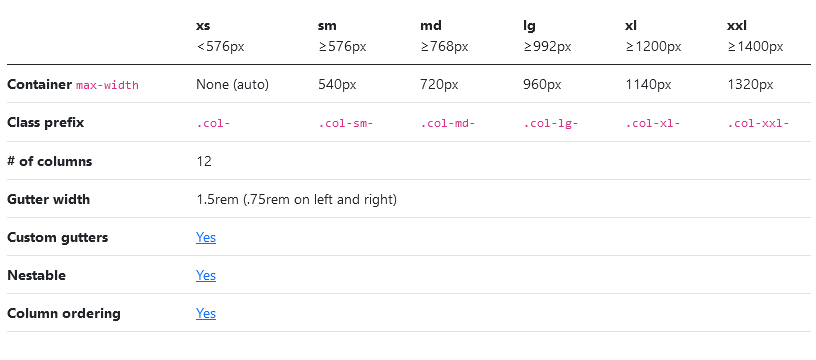 xs sm md lg xl xxl
<576px ≥576px ≥768px ≥992px ≥1200px ≥1400px
Container max-width None (auto) 540px 720px 960px 1140px 1320px
Class prefix .col- .col-sm- .col-md- .col-lg- .col-xl- .col-xxl-
# of columns 12
Gutter width 1.5rem (.75rem on left and right)
Custom gutters Yes
Nestable Yes
Column ordering Yes